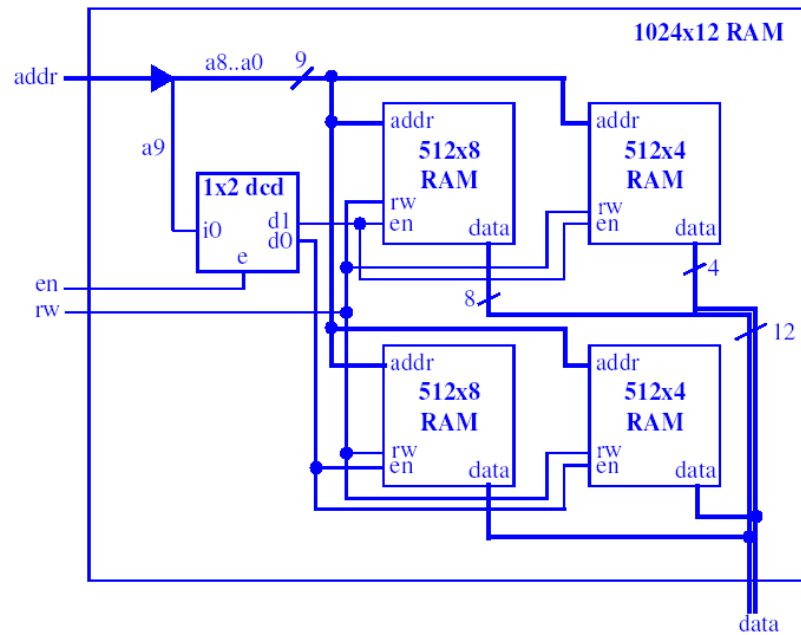 1024x12 RAM
a8..a0 9
addr
a9
addr
512x8
RAM
rw
en
data
addr
512x4
RAM
rw
en
data
1x2 dcd
d1
i0
d0
e
en
rw
8
4
12
addr
512x8
RAM
rw
en
data
addr
512x4
RAM
rw
en
data
data